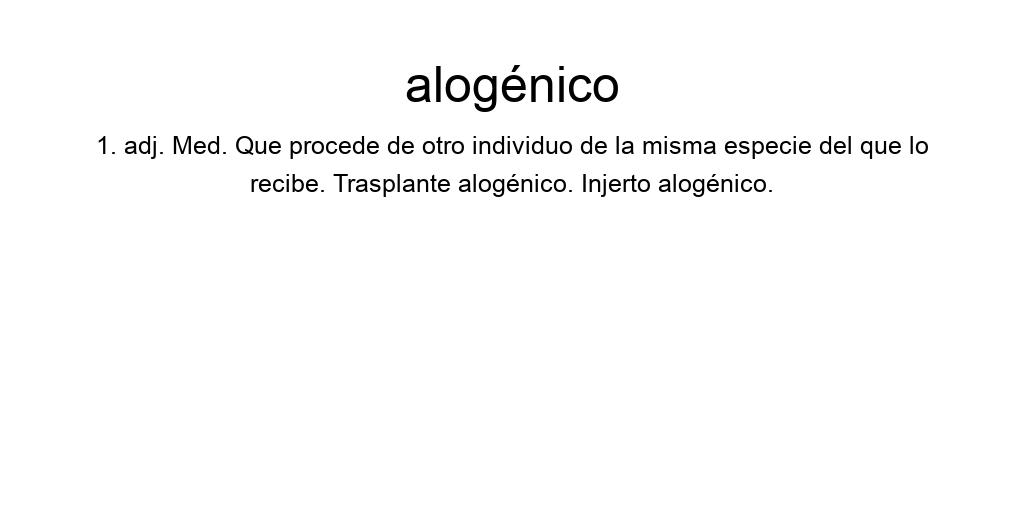 alogénico
1. adj. Med. Que procede de otro individuo de la misma especie del que lo
recibe. Trasplante alogénico. Injerto alogénico.